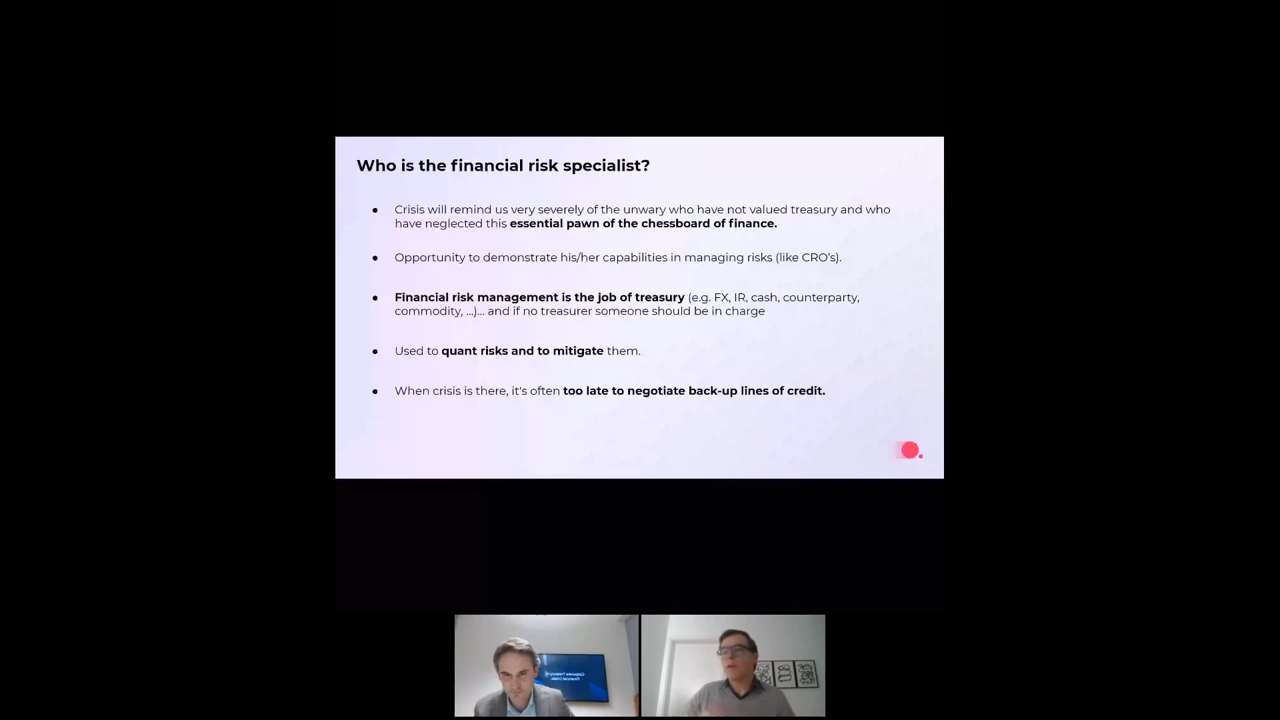 Who is the financial risk specialist?
● Crisis will remind us very severely of the unwary who have not valued treasury and who
have neglected this essential pawn of the chessboard of finance.
● Opportunity to demonstrate his/her capabilities in managing risks (like CRO's).
● Financial risk management is the job of treasury (e.g. FX, IR, cash, counterparty,
commodity, ...)... and if no treasurer someone should be in charge
● Used to quant risks and to mitigate them.
● When crisis is there, it's often too late to negotiate back-up lines of credit.
Corporate Treasury
Financial Crises